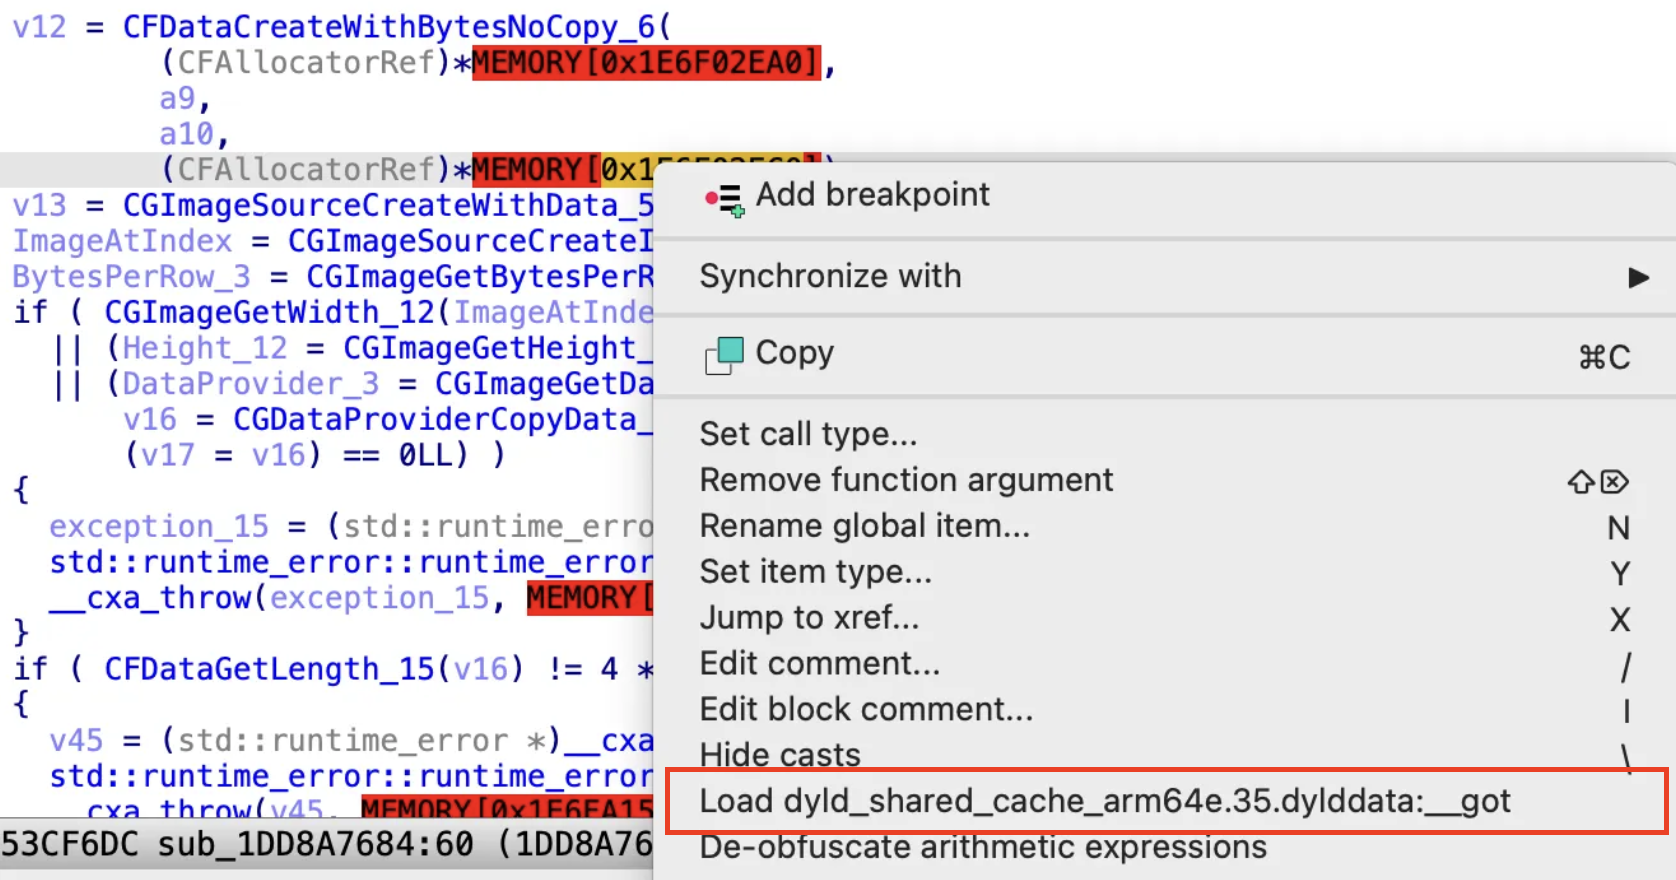 v12 = CFDataCreateWithBytesNoCopy_6(
(CFAllocatorRef)*MEMORY[0x1E6F02EA0],
a9,
a10,
(CFAllocatorRef)*MEMORY[0x1E6F02E60])
v13 = CGImageSourceCreateWithData_5
ImageAtIndex = CGImageSourceCreateI
BytesPerRow_3 = CGImageGetBytesPerR
if ( CGImageGetWidth_12(ImageAtInde
|| (Height_12 = CGImageGetHeight_
|| (DataProvider_3 = CGImageGetDa
v16 = CGDataProviderCopyData_
(v17 = v16) == 0LL) )
{
exception_15 = (std::runtime_erro
std::runtime_error::runtime_error
__cxa_throw(exception_15, MEMORY[
}
if ( CFDataGetLength_15(v16) != 4 *
{
v45 = (std::runtime_error *)__cxa
std::runtime_error::runtime_error
__cxa_throw(v45, MEMORY[0x1E6EA15
53CF6DC sub_1DD8A7684:60 (1DD8A76
Add breakpoint
Synchronize with ▶
Copy ⌘C
Set call type...
Remove function argument ⇧⌦
Rename global item... N
Set item type... Y
Jump to xref... X
Edit comment... /
Edit block comment... I
Hide casts \
Load dyld_shared_cache_arm64e.35.dylddata:__got
De-obfuscate arithmetic expressions